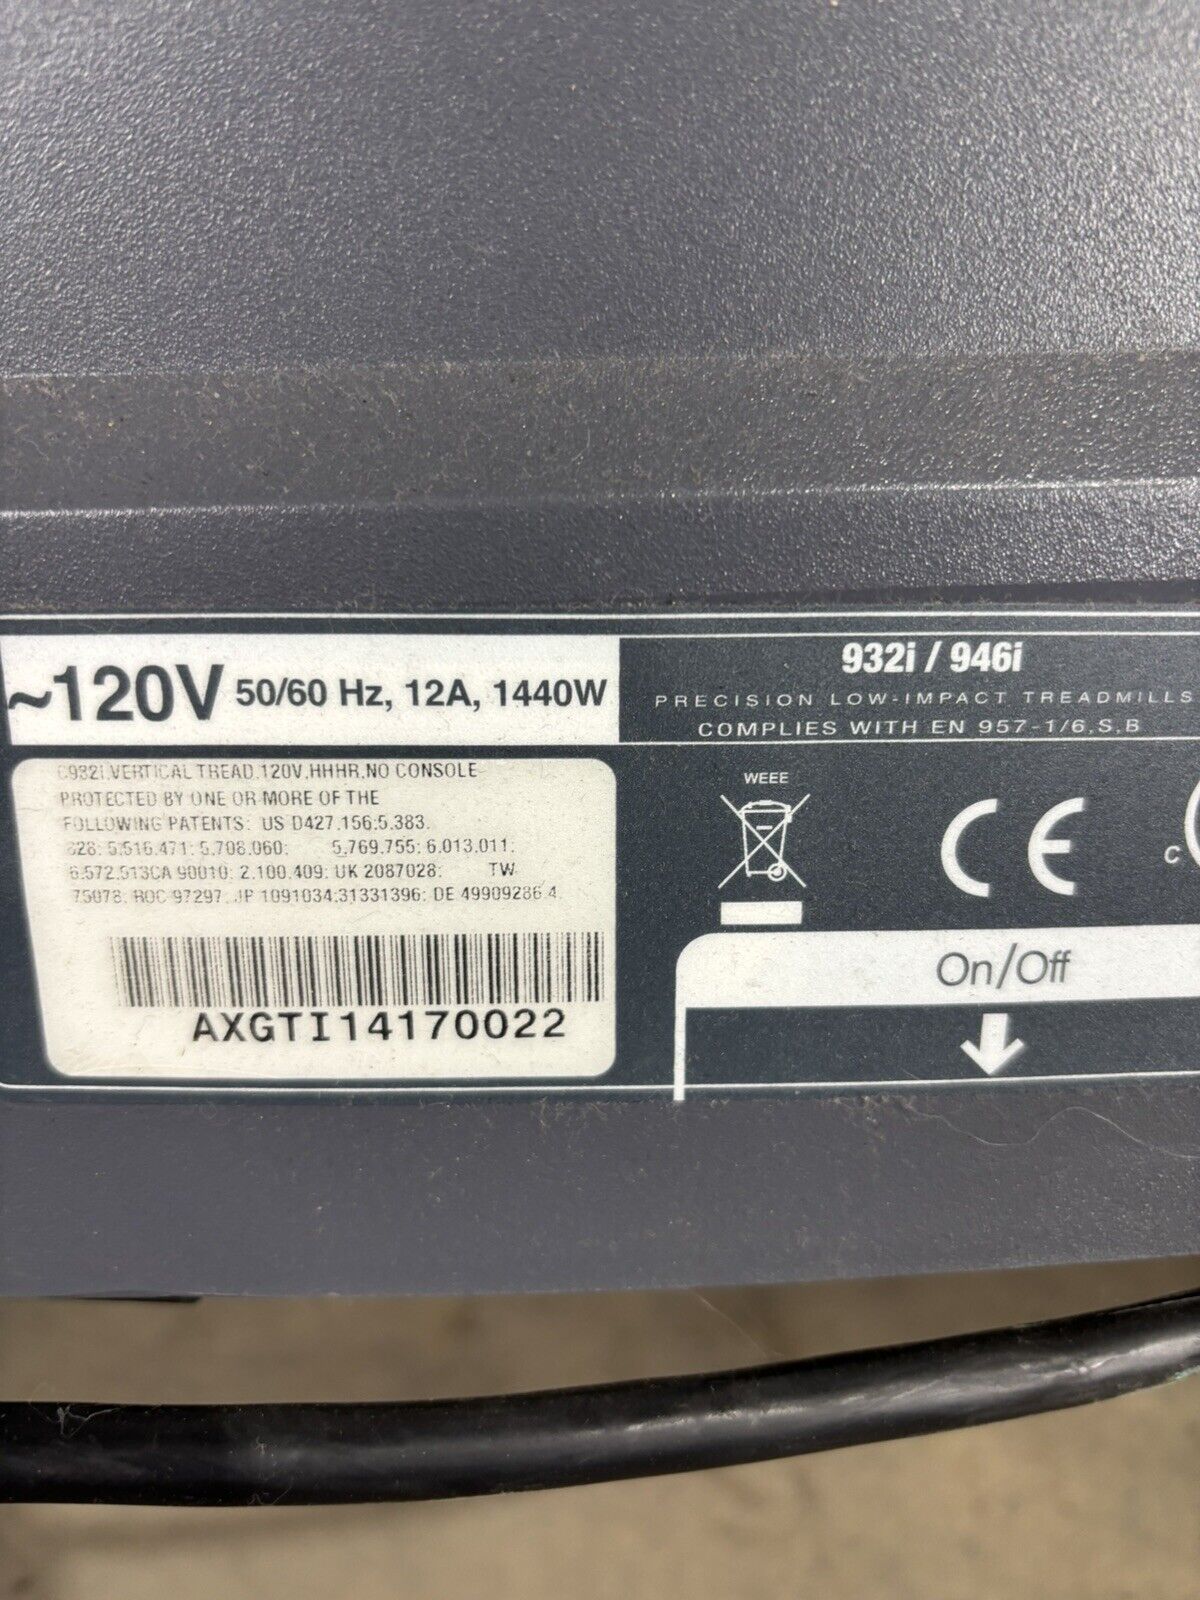 ~120V 50/60 Hz, 12A, 1440W
932i / 946i
PRECISION LOW-IMPACT TREADMILLS
COMPLIES WITH EN 957-1/6,S,B
C932i,VERTICAL TREAD,120V,HHHR,NO CONSOLE
PROTECTED BY ONE OR MORE OF THE
FOLLOWING PATENTS: US D427,156;5,383,
828; 5,516,471; 5,708,060; 5,769,755; 6,013,011;
6,572,513CA 90010; 2,100,409; UK 2087028; TW
75078; ROC 97297; JP 1091034;31331396; DE 49909286.4
AXGTI14170022
WEEE
CE
C
On/Off